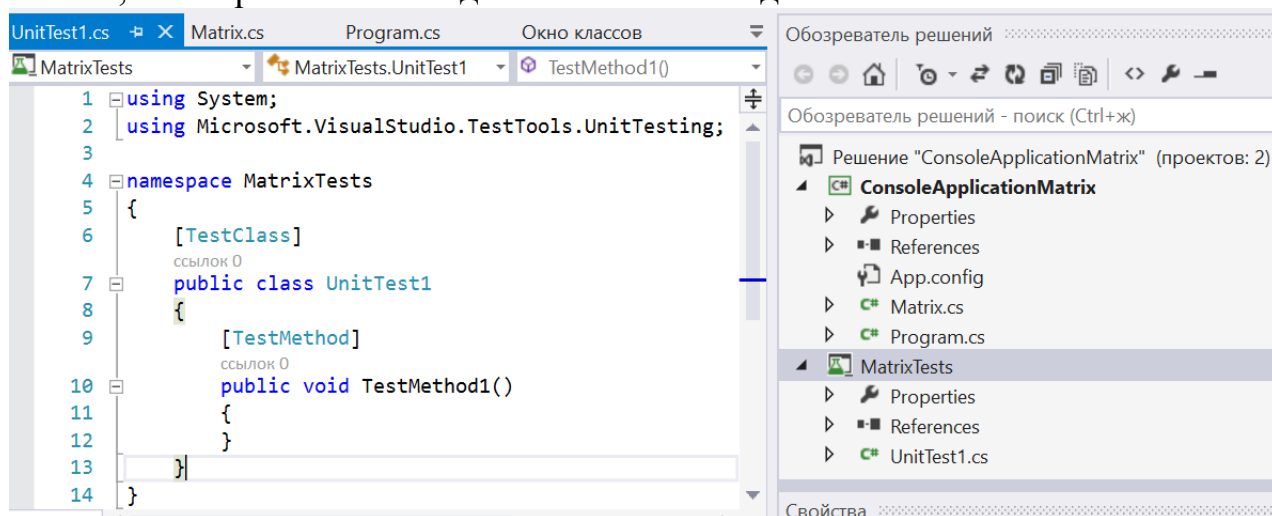 UnitTest1.cs Matrix.cs Program.cs Окно классов
MatrixTests MatrixTests.UnitTest1 TestMethod1()
1 using System;
2 using Microsoft.VisualStudio.TestTools.UnitTesting;
3
4 namespace MatrixTests
5 {
6 [TestClass]
ссылок 0
7 public class UnitTest1
8 {
9 [TestMethod]
ссылок 0
10 public void TestMethod1()
11 {
12 }
13 }
14 }
Обозреватель решений
Обозреватель решений - поиск (Ctrl+ж)
Решение "ConsoleApplicationMatrix" (проектов: 2)
C# ConsoleApplicationMatrix
Properties
References
App.config
C# Matrix.cs
C# Program.cs
MatrixTests
Properties
References
C# UnitTest1.cs
Свойства